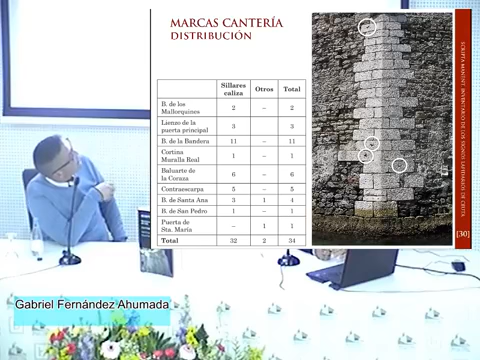 MARCAS CANTERÍA
DISTRIBUCIÓN
Sillares caliza Otros Total
B. de los Mallorquines 2 – 2
Lienzo de la puerta principal 3 3
B. de la Bandera 11 – 11
Cortina Muralla Real 1 – 1
Baluarte de la Coraza 6 – 6
Contraescarpa 5 – 5
B. de Santa Ana 3 1 4
B. de San Pedro 1 – 1
Puerta de Sta. María – 1 1
Total 32 2 34
[30]
Gabriel Fernández Ahumada